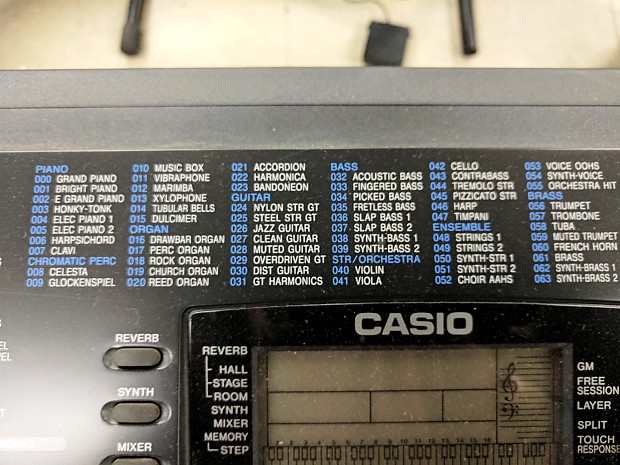 PIANO
000 GRAND PIANO
001 BRIGHT PIANO
002 E GRAND PIANO
003 HONKY-TONK
004 ELEC PIANO 1
005 ELEC PIANO 2
006 HARPSICHORD
007 CLAVI
CHROMATIC PERC
008 CELESTA
009 GLOCKENSPIEL
010 MUSIC BOX
011 VIBRAPHONE
012 MARIMBA
013 XYLOPHONE
014 TUBULAR BELLS
015 DULCIMER
ORGAN
016 DRAWBAR ORGAN
017 PERC ORGAN
018 ROCK ORGAN
019 CHURCH ORGAN
020 REED ORGAN
021 ACCORDION
022 HARMONICA
023 BANDONEON
GUITAR
024 NYLON STR GT
025 STEEL STR GT
026 JAZZ GUITAR
027 CLEAN GUITAR
028 MUTED GUITAR
029 OVERDRIVEN GT
030 DIST GUITAR
031 GT HARMONICS
BASS
032 ACOUSTIC BASS
033 FINGERED BASS
034 PICKED BASS
035 FRETLESS BASS
036 SLAP BASS 1
037 SLAP BASS 2
038 SYNTH-BASS 1
039 SYNTH-BASS 2
STR/ORCHESTRA
040 VIOLIN
041 VIOLA
042 CELLO
043 CONTRABASS
044 TREMOLO STR
045 PIZZICATO STR
046 HARP
047 TIMPANI
ENSEMBLE
048 STRINGS 1
049 STRINGS 2
050 SYNTH-STR 1
051 SYNTH-STR 2
052 CHOIR AAHS
053 VOICE OOHS
054 SYNTH-VOICE
055 ORCHESTRA HIT
BRASS
056 TRUMPET
057 TROMBONE
058 TUBA
059 MUTED TRUMPET
060 FRENCH HORN
061 BRASS
062 SYNTH-BRASS 1
063 SYNTH-BRASS 2
CASIO
REVERB
SYNTH
MIXER
REVERB
HALL
STAGE
ROOM
SYNTH
MIXER
MEMORY
STEP
GM
FREE
SESSION
LAYER
SPLIT
TOUCH
RESPONSE